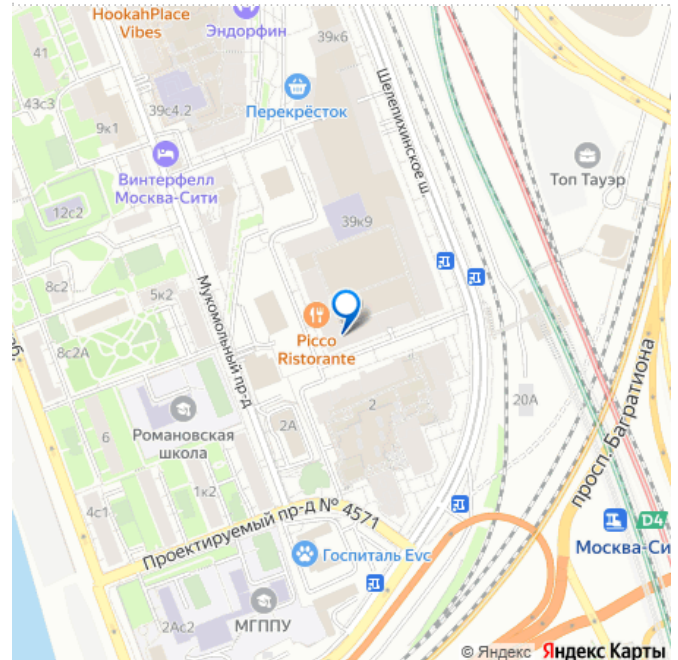 HookahPlace
Vibes
Эндорфин
39к6
41
43с3
9к1
39с4.2
Перекрёсток
Шелепихинское ш.
Винтерфелл
Москва-Сити
Топ Тауэр
12с2
39к9
8с2
5к2
Мукомольный пр-д
Picco
Ristorante
8с2А
наб.
просп. Багратиона
20А
2
2А
6
Романовская
школа
1к2
4с1
Проектируемый пр-д № 4571
D4
Москва-Си
Госпиталь Evc
2Ас2
МГППУ
© Яндекс Яндекс Карты